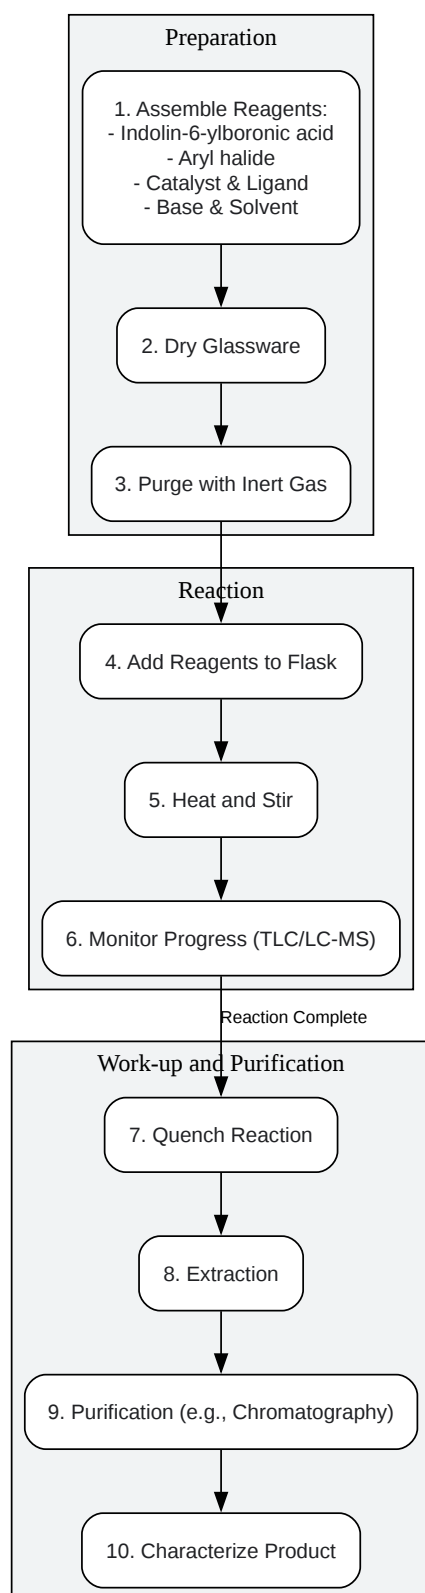 Preparation
1. Assemble Reagents:
- Indolin-6-ylboronic acid
- Aryl halide
- Catalyst & Ligand
- Base & Solvent
2. Dry Glassware
3. Purge with Inert Gas
Reaction
4. Add Reagents to Flask
5. Heat and Stir
6. Monitor Progress (TLC/LC-MS)
Reaction Complete
Work-up and Purification
7. Quench Reaction
8. Extraction
9. Purification (e.g., Chromatography)
10. Characterize Product